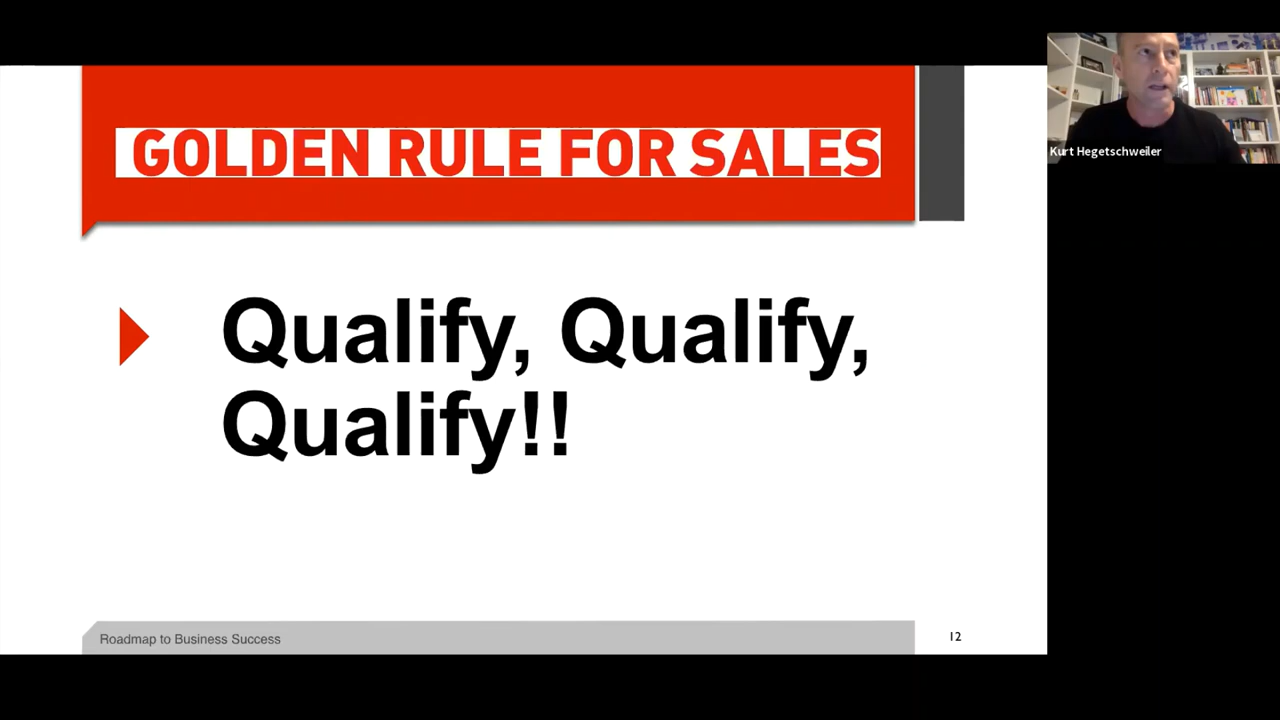 GOLDEN RULE FOR SALES
Qualify, Qualify,
Qualify!!
Roadmap to Business Success
12
Kurt Hegetschweiler